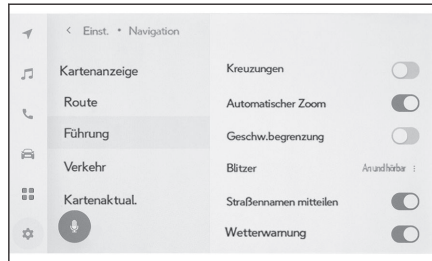 < Einst. • Navigation
Kartenanzeige
Route
Führung
Verkehr
Kartenaktual.
Kreuzungen
Automatischer Zoom
Geschw.begrenzung
Blitzer An und hörbar
Straßennamen mitteilen
Wetterwarnung